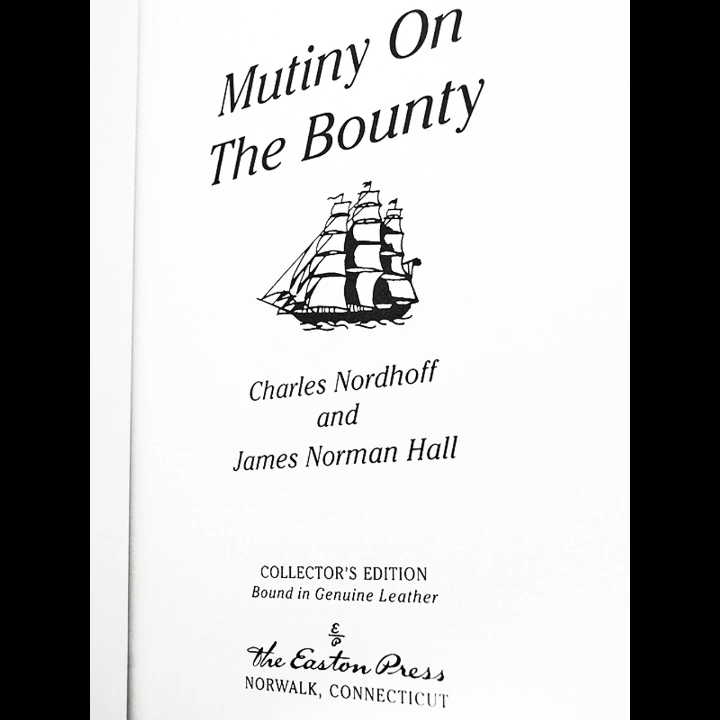 Mutiny On
The Bounty
Charles Nordhoff
and
James Norman Hall
COLLECTOR'S EDITION
Bound in Genuine Leather
E
P
the Easton Press
NORWALK, CONNECTICUT